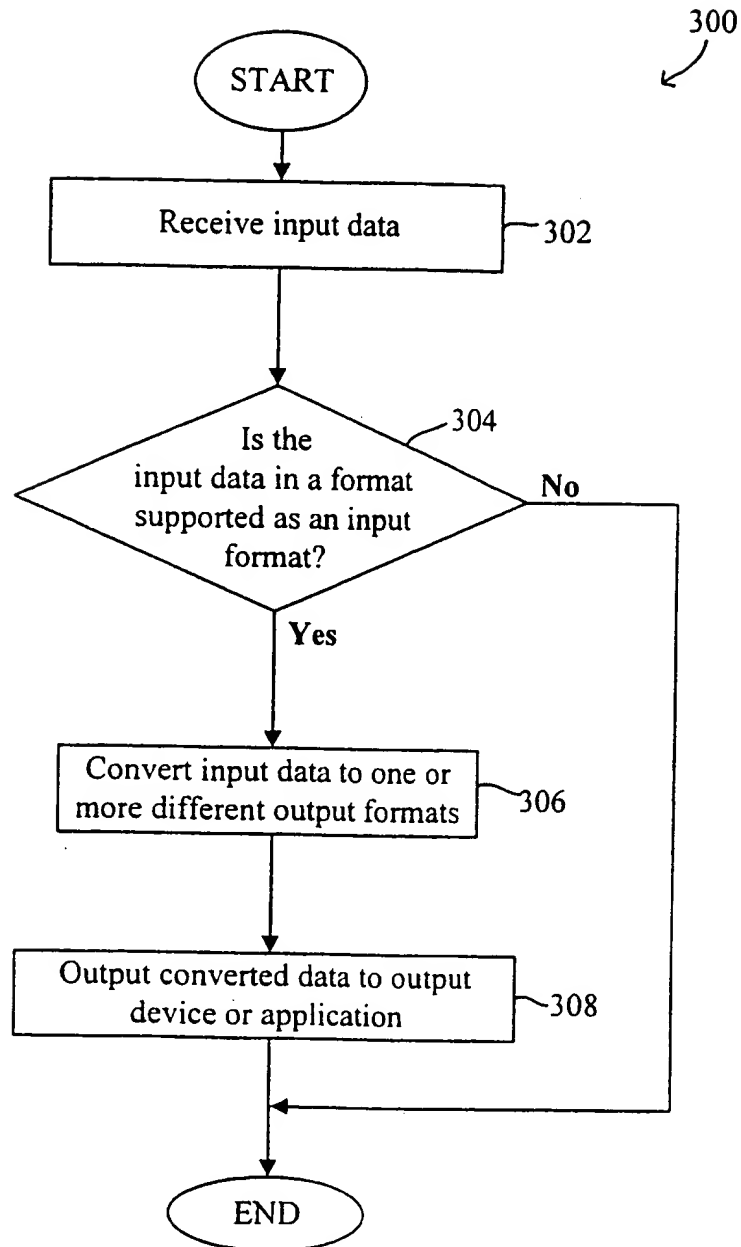 300
START
Receive input data
302
304
Is the
input data in a format
supported as an input
format?
No
Yes
Convert input data to one or
more different output formats
306
Output converted data to output
device or application
308
END